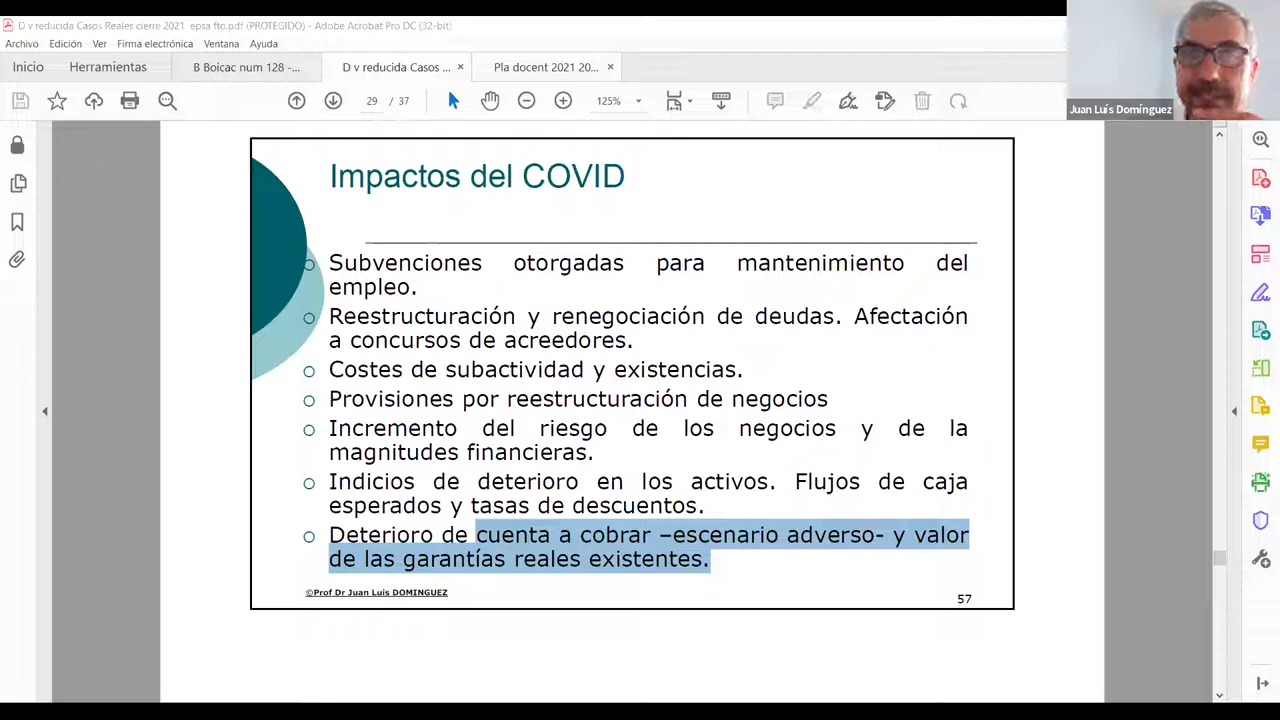 D v reducida Casos Reales cierre 2021 epsa fto.pdf (PROTEGIDO) - Adobe Acrobat Pro DC (32-bit)
Archivo Edición Ver Firma electrónica Ventana Ayuda
Inicio Herramientas B Boicac num 128 -... D v reducida Casos ... × Pla docent 2021 20... ×
29 / 37 125%
Juan Luís Domínguez
Impactos del COVID
Subvenciones otorgadas para mantenimiento del
empleo.
Reestructuración y renegociación de deudas. Afectación
a concursos de acreedores.
Costes de subactividad y existencias.
Provisiones por reestructuración de negocios
Incremento del riesgo de los negocios y de la
magnitudes financieras.
Indicios de deterioro en los activos. Flujos de caja
esperados y tasas de descuentos.
Deterioro de cuenta a cobrar –escenario adverso- y valor
de las garantías reales existentes.
©Prof Dr Juan Luis DOMINGUEZ
57